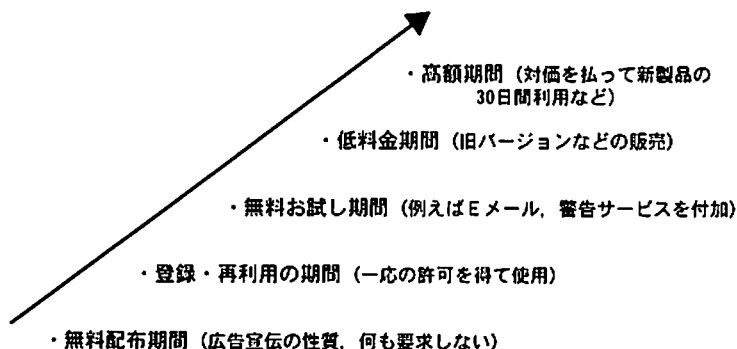 ・高額期間（対価を払って新製品の
30日間利用など）
・低料金期間（旧バージョンなどの販売）
・無料お試し期間（例えばEメール，警告サービスを付加）
・登録・再利用の期間（一応の許可を得て使用）
・無料配布期間（広告宣伝の性質，何も要求しない）